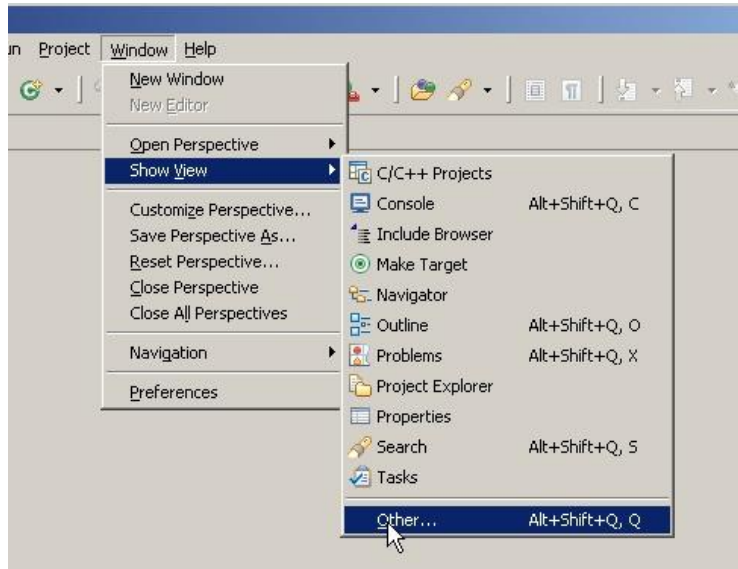 un Project Window Help
New Window
New Editor
Open Perspective
Show View
Customize Perspective...
Save Perspective As...
Reset Perspective...
Close Perspective
Close All Perspectives
Navigation
Preferences
C/C++ Projects
Console Alt+Shift+Q, C
Include Browser
Make Target
Navigator
Outline Alt+Shift+Q, O
Problems Alt+Shift+Q, X
Project Explorer
Properties
Search Alt+Shift+Q, S
Tasks
Other... Alt+Shift+Q, Q